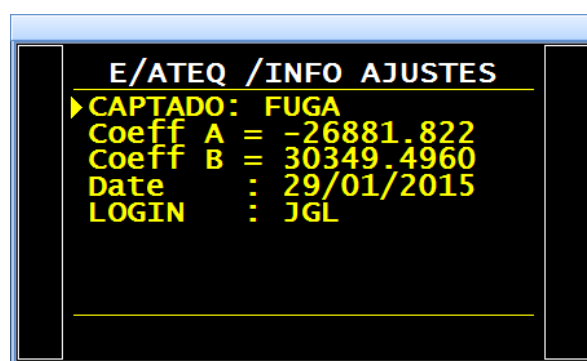 E/ATEQ /INFO AJUSTES
CAPTADO: FUGA
Coeff A = -26881.822
Coeff B = 30349.4960
Date : 29/01/2015
LOGIN : JGL